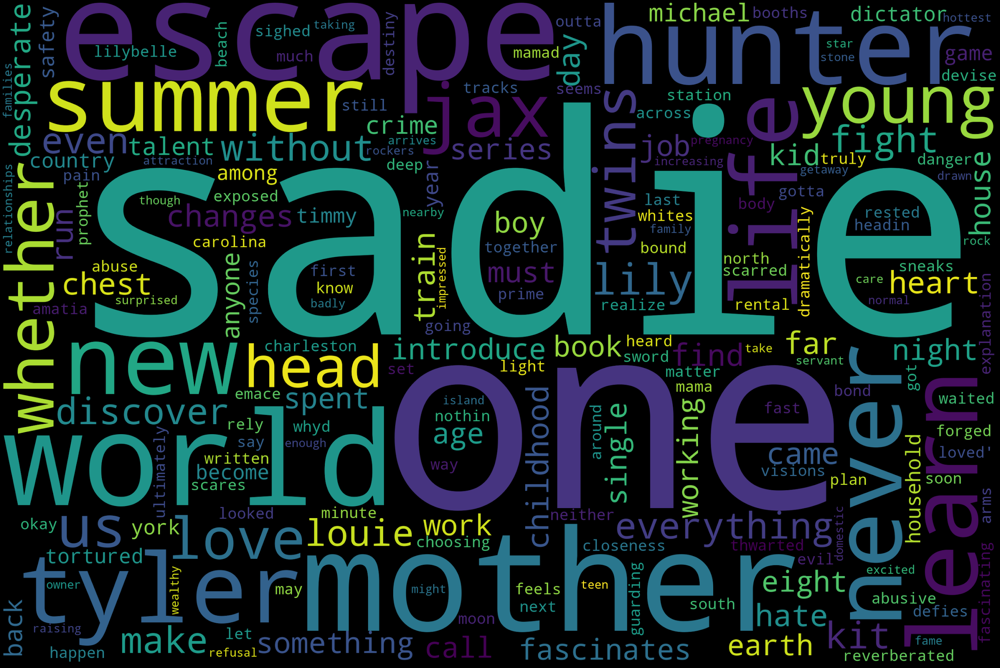 escape
hunter
michael
booths
dictator
hottest
outta
sighed
taking
safety
desperate
beach
destiny
lilybelle
much
mamad
day
star
stone
game
families
summer
jax
tracks
seems
twins
station
across
devise
young
still
crime
series
life
even
talent
without
arrives
rockers
job
pregnancy
increasing
fight
kid
truly
danger
house
country
attraction
deep
year
getaway
drawn
pain
among
gotta
relationships
whether
sadie
prophet
though
exposed
changes
timmy
nearby
boy
last
whites
family
body
dramatically
rested
headin
rock
run
carolina
anyone
species
train
impressed
together
bound
north
scarred
sneaks
abuse
chest
first
know
badly
must
prime
lily
realize
rental
care
heart
normal
explanation
amatia
surprised
going
new
head
charleston
introduce
book
heard
sword
find
take
far
servant
night
set
light
matter
never
got
learn
discover
emace
spent
one
island
nothin
age
way
childhood
around
single
working
mama
fast
bond
waited
world
rely
whyd
say
enough
ultimately
written
become
scares
came
visions
plan
household
forged
loved'
soon
arms
okay
us
york
love
looked
minute
louie
work
choosing
neither
everything
closeness
thwarted
evil
domestic
fascinating
tortured
tyler
mother
owner
wealthy
may
might
feels
next
teen
guarding
south
eight
hate
excited
abusive
defies
back
raising
happen
make
let
refusal
something
moon
call
fascinates
earth
kit
fame
reverberated